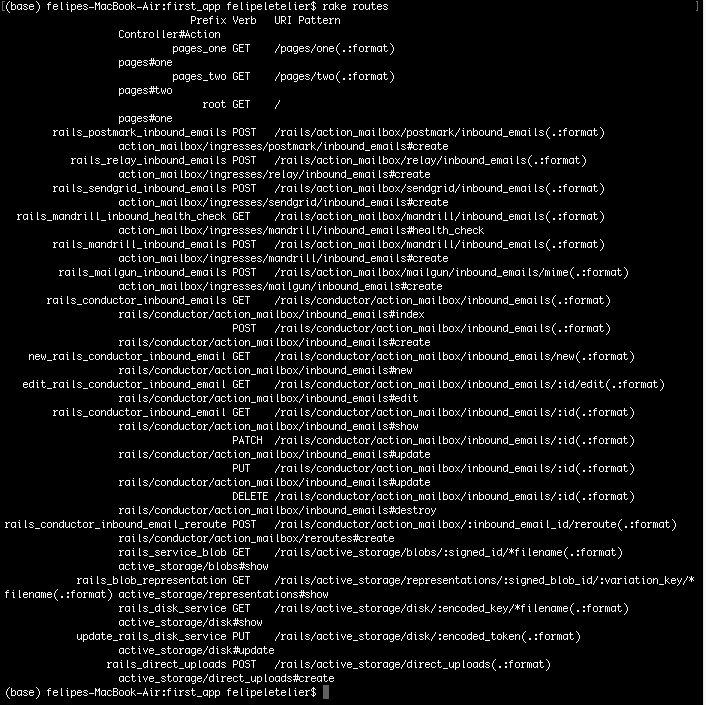 [(base) felipes-MacBook-Air:first_app felipeletelier$ rake routes ]
Prefix Verb URI Pattern
Controller#Action
pages_one GET /pages/one(.:format)
pages#one
pages_two GET /pages/two(.:format)
pages#two
root GET /
pages#one
rails_postmark_inbound_emails POST /rails/action_mailbox/postmark/inbound_emails(.:format)
action_mailbox/ingresses/postmark/inbound_emails#create
rails_relay_inbound_emails POST /rails/action_mailbox/relay/inbound_emails(.:format)
action_mailbox/ingresses/relay/inbound_emails#create
rails_sendgrid_inbound_emails POST /rails/action_mailbox/sendgrid/inbound_emails(.:format)
action_mailbox/ingresses/sendgrid/inbound_emails#create
rails_mandrill_inbound_health_check GET /rails/action_mailbox/mandrill/inbound_emails(.:format)
action_mailbox/ingresses/mandrill/inbound_emails#health_check
rails_mandrill_inbound_emails POST /rails/action_mailbox/mandrill/inbound_emails(.:format)
action_mailbox/ingresses/mandrill/inbound_emails#create
rails_mailgun_inbound_emails POST /rails/action_mailbox/mailgun/inbound_emails/mime(.:format)
action_mailbox/ingresses/mailgun/inbound_emails#create
rails_conductor_inbound_emails GET /rails/conductor/action_mailbox/inbound_emails(.:format)
rails/conductor/action_mailbox/inbound_emails#index
POST /rails/conductor/action_mailbox/inbound_emails(.:format)
rails/conductor/action_mailbox/inbound_emails#create
new_rails_conductor_inbound_email GET /rails/conductor/action_mailbox/inbound_emails/new(.:format)
rails/conductor/action_mailbox/inbound_emails#new
edit_rails_conductor_inbound_email GET /rails/conductor/action_mailbox/inbound_emails/:id/edit(.:format)
rails/conductor/action_mailbox/inbound_emails#edit
rails_conductor_inbound_email GET /rails/conductor/action_mailbox/inbound_emails/:id(.:format)
rails/conductor/action_mailbox/inbound_emails#show
PATCH /rails/conductor/action_mailbox/inbound_emails/:id(.:format)
rails/conductor/action_mailbox/inbound_emails#update
PUT /rails/conductor/action_mailbox/inbound_emails/:id(.:format)
rails/conductor/action_mailbox/inbound_emails#update
DELETE /rails/conductor/action_mailbox/inbound_emails/:id(.:format)
rails/conductor/action_mailbox/inbound_emails#destroy
rails_conductor_inbound_email_reroute POST /rails/conductor/action_mailbox/:inbound_email_id/reroute(.:format)
rails/conductor/action_mailbox/reroutes#create
rails_service_blob GET /rails/active_storage/blobs/:signed_id/*filename(.:format)
active_storage/blobs#show
rails_blob_representation GET /rails/active_storage/representations/:signed_blob_id/:variation_key/*
filename(.:format) active_storage/representations#show
rails_disk_service GET /rails/active_storage/disk/:encoded_key/*filename(.:format)
active_storage/disk#show
update_rails_disk_service PUT /rails/active_storage/disk/:encoded_token(.:format)
active_storage/disk#update
rails_direct_uploads POST /rails/active_storage/direct_uploads(.:format)
active_storage/direct_uploads#create
(base) felipes-MacBook-Air:first_app felipeletelier$